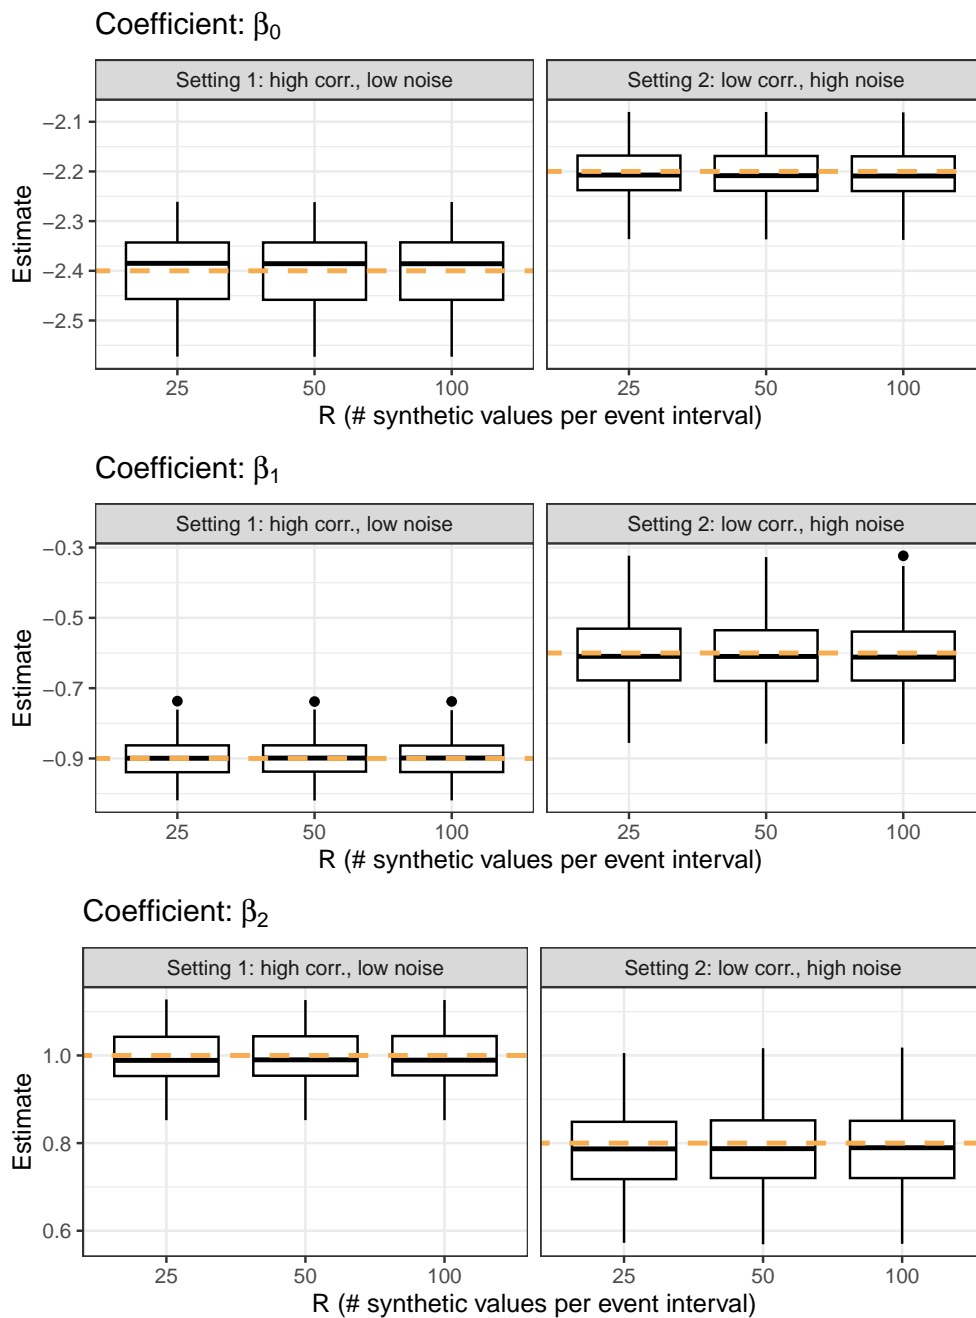 Coefficient: β0
Setting 1: high corr., low noise
Setting 2: low corr., high noise
Estimate
−2.1
−2.2
−2.3
−2.4
−2.5
25 50 100 25 50 100
R (# synthetic values per event interval)
Coefficient: β1
Setting 1: high corr., low noise
Setting 2: low corr., high noise
Estimate
−0.3
−0.5
−0.7
−0.9
25 50 100 25 50 100
R (# synthetic values per event interval)
Coefficient: β2
Setting 1: high corr., low noise
Setting 2: low corr., high noise
Estimate
1.0
0.8
0.6
25 50 100 25 50 100
R (# synthetic values per event interval)